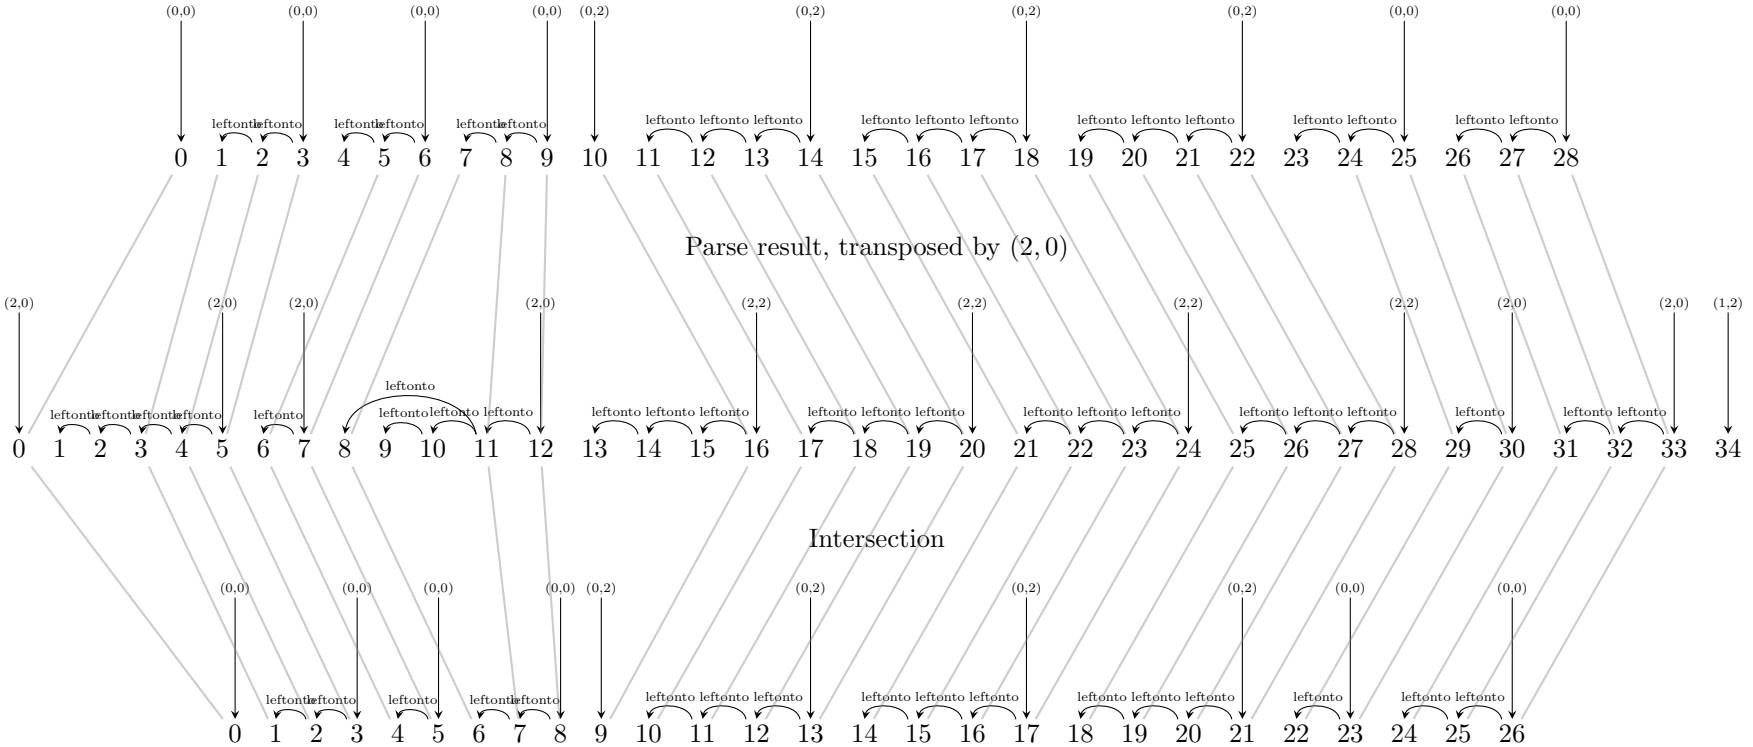 (0,0) (0,0) (0,0) (0,0) (0,2) (0,2) (0,2) (0,2) (0,0) (0,0)
leftonto leftonto leftonto leftonto leftonto leftonto leftonto leftonto leftonto leftonto leftonto leftonto leftonto leftonto leftonto leftonto leftonto leftonto leftonto
0 1 2 3 4 5 6 7 8 9 10 11 12 13 14 15 16 17 18 19 20 21 22 23 24 25 26 27 28
Parse result, transposed by (2, 0)
(2,0) (2,0) (2,0) (2,0) (2,2) (2,2) (2,2) (2,2) (2,0) (2,0) (1,2)
leftonto
leftonto leftonto leftonto leftonto leftonto leftonto leftonto leftonto leftonto leftonto leftonto leftonto leftonto leftonto leftonto leftonto leftonto leftonto leftonto leftonto leftonto leftonto leftonto
0 1 2 3 4 5 6 7 8 9 10 11 12 13 14 15 16 17 18 19 20 21 22 23 24 25 26 27 28 29 30 31 32 33 34
Intersection
(0,0) (0,0) (0,0) (0,0) (0,2) (0,2) (0,2) (0,2) (0,0) (0,0)
leftonto leftonto leftonto leftonto leftonto leftonto leftonto leftonto leftonto leftonto leftonto leftonto leftonto leftonto leftonto leftonto leftonto
0 1 2 3 4 5 6 7 8 9 10 11 12 13 14 15 16 17 18 19 20 21 22 23 24 25 26